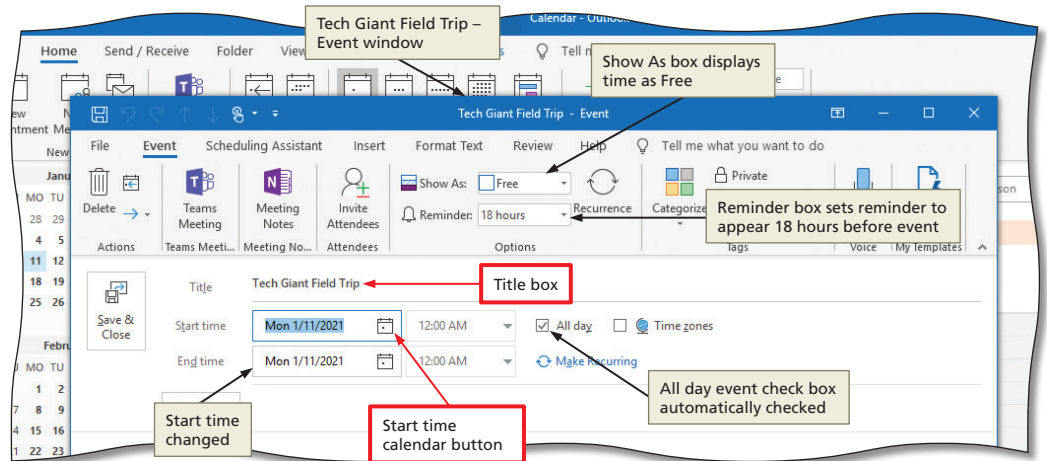 Calendar - Outloo
Tech Giant Field Trip –
Event window
Home Send / Receive Folder View Tell
Show As box displays
time as Free
Tech Giant Field Trip - Event
File Event Scheduling Assistant Insert Format Text Review Help Tell me what you want to do
New
Delete
Teams
Meeting
Meeting
Notes
Invite
Attendees
Show As: Free
Reminder: 18 hours
Recurrence
Categorize
Private
Reminder box sets reminder to
appear 18 hours before event
Actions Teams Meeti... Meeting No... Attendees Options Tags Voice My Templates
Janu
MO TU
28 29
4 5
11 12
18 19
25 26
Febru
MO TU
1 2
7 8 9
4 15 16
1 22 23
Save &
Close
Title Tech Giant Field Trip
Title box
Start time Mon 1/11/2021 12:00 AM All day Time zones
End time Mon 1/11/2021 12:00 AM Make Recurring
Start time
changed
Start time
calendar button
All day event check box
automatically checked